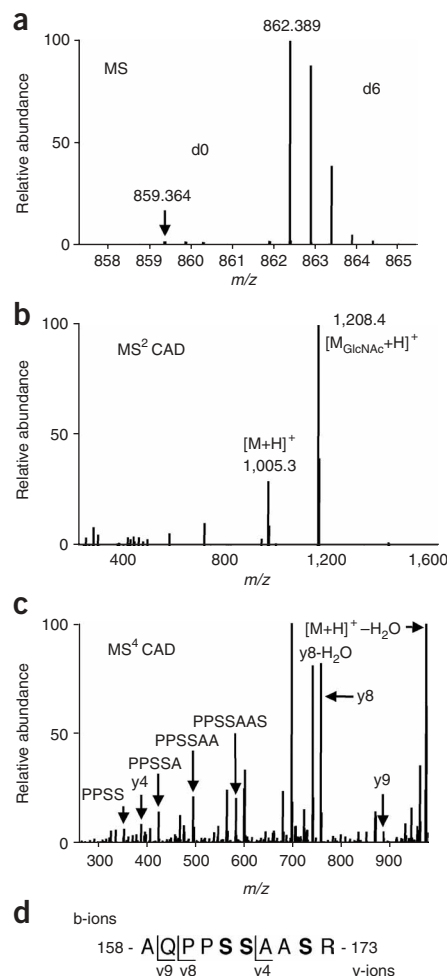 a
862.389
100
MS
d6
d0
50
859.364
0
Relative abundance
858 859 860 861 862 863 864 865
m/z
b
1,208.4
100
MS² CAD
[M_GlcNAc+H]⁺
[M+H]⁺
50
1,005.3
0
Relative abundance
400 800 1,200 1,600
m/z
c
[M+H]⁺ –H₂O
100
MS⁴ CAD
y8-H₂O
y8
PPSSAAS
PPSSAA
50
PPSSA
y4
PPSS
y9
0
Relative abundance
300 400 500 600 700 800 900
m/z
d
b-ions
158 - AQPPSSAASR - 173
y9 y8 y4 y-ions